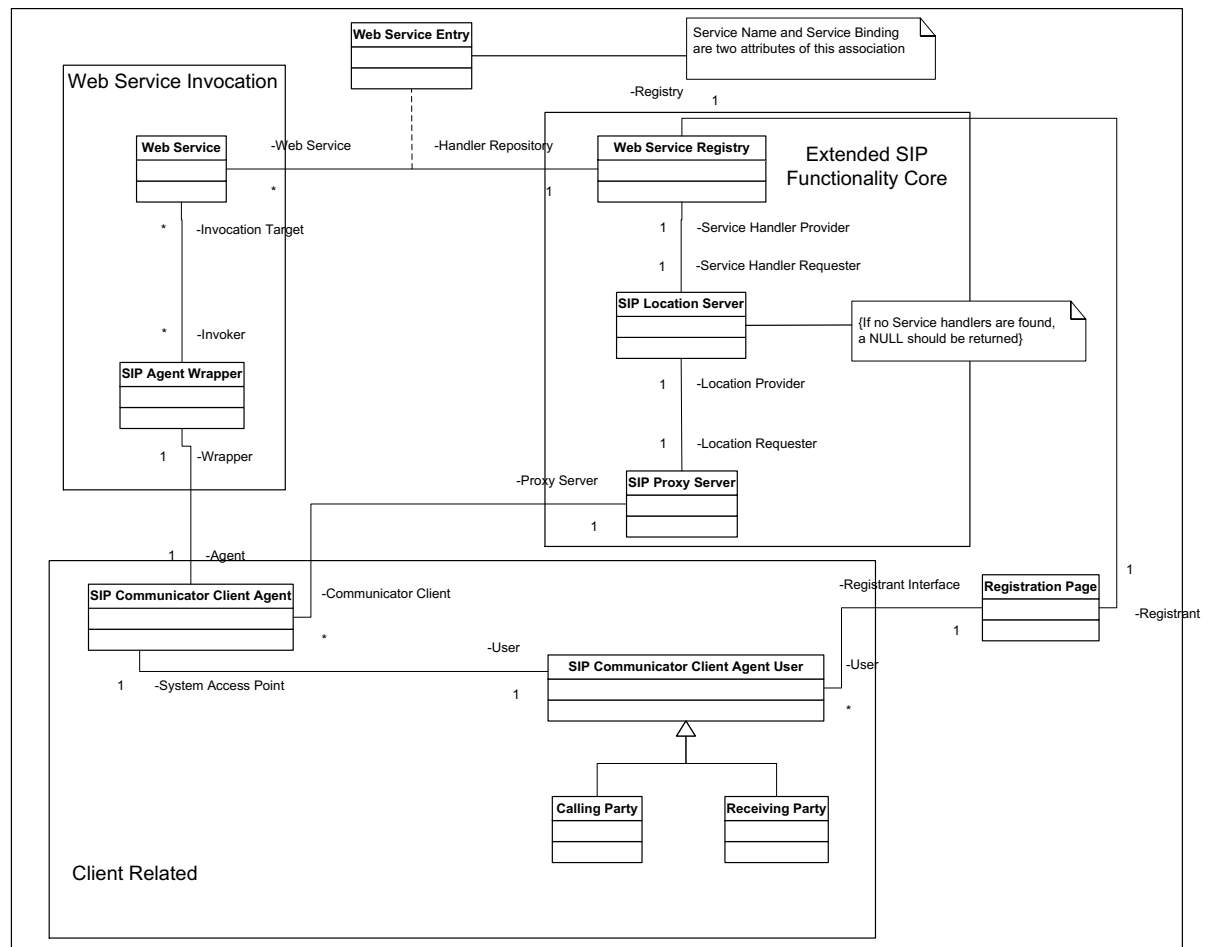 Web Service Entry
Service Name and Service Binding
are two attributes of this association
Web Service Invocation
-Registry
1
Web Service
-Web Service
*
-Handler Repository
1
Web Service Registry
Extended SIP
Functionality Core
*
-Invocation Target
1
-Service Handler Provider
1
-Service Handler Requester
SIP Location Server
{If no Service handlers are found,
a NULL should be returned}
*
-Invoker
SIP Agent Wrapper
1
-Location Provider
1
-Wrapper
1
-Location Requester
-Proxy Server
1
SIP Proxy Server
1
-Agent
SIP Communicator Client Agent
-Communicator Client
*
-Registrant Interface
1
Registration Page
1
-Registrant
-User
1
1
-System Access Point
SIP Communicator Client Agent User
-User
*
Calling Party
Receiving Party
Client Related